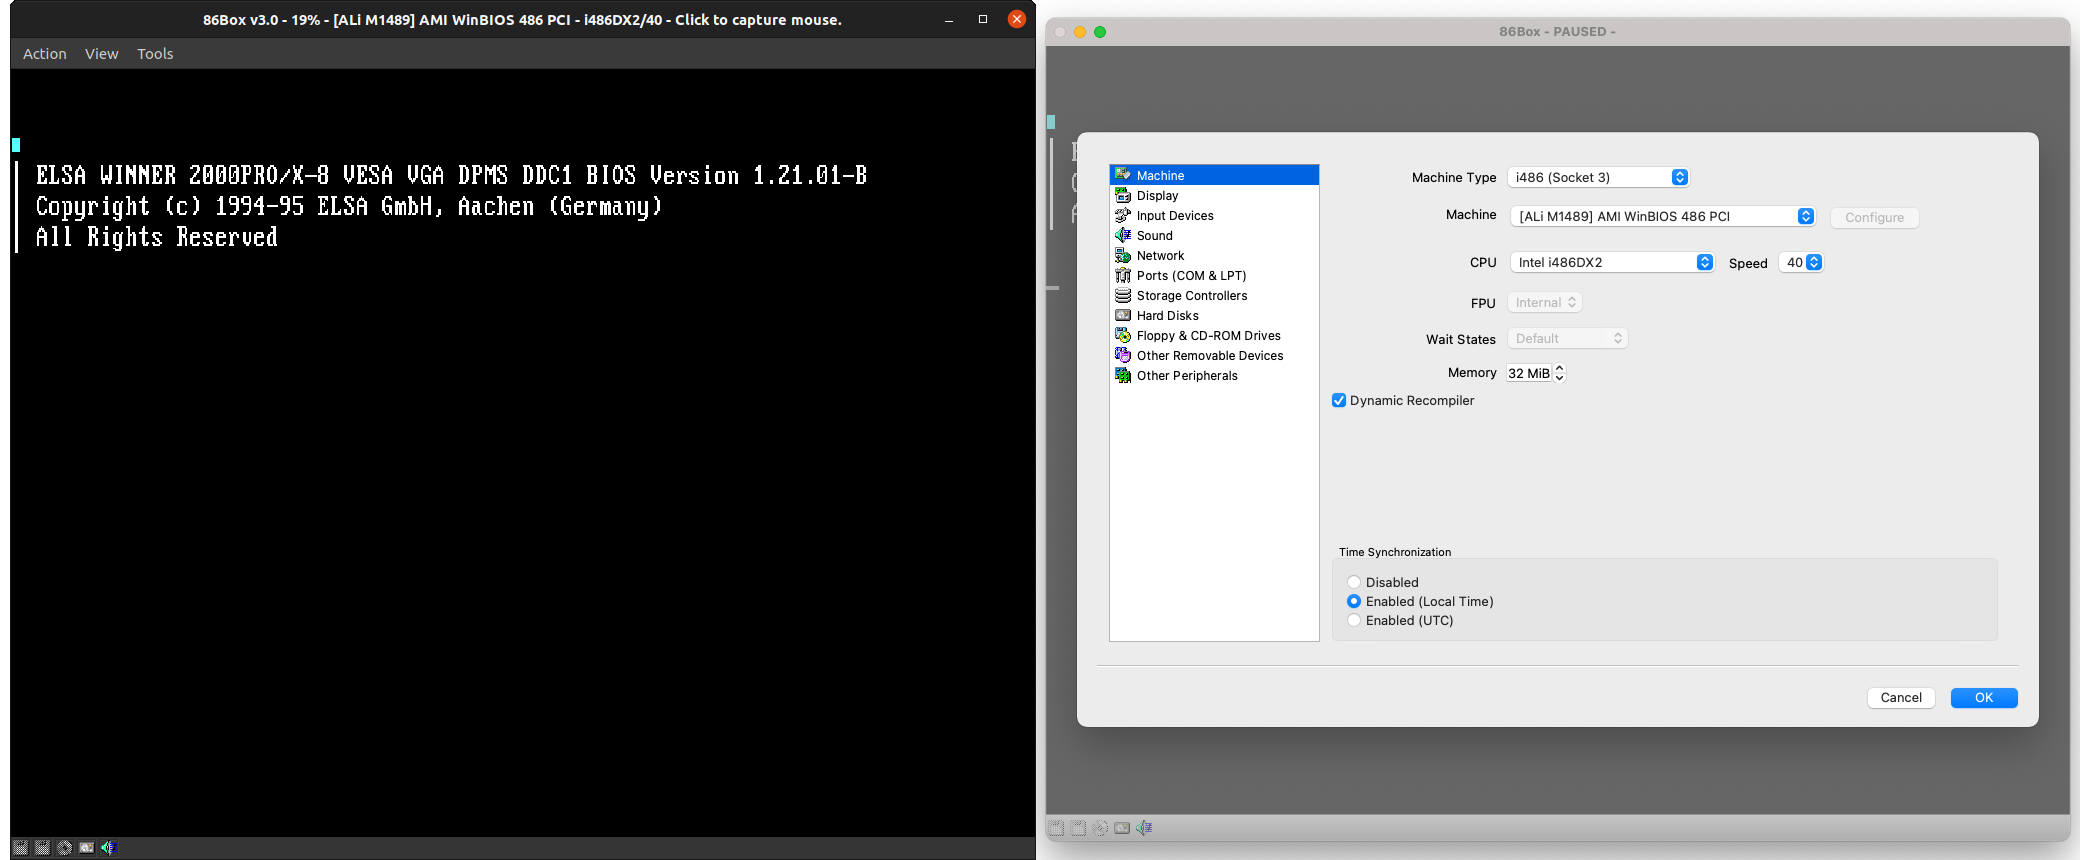 86Box v3.0 - 19% - [ALi M1489] AMI WinBIOS 486 PCI - i486DX2/40 - Click to capture mouse.
Action View Tools
ELSA WINNER 2000PRO/X-8 VESA VGA DPMS DDC1 BIOS Version 1.21.01-B
Copyright (c) 1994-95 ELSA GmbH, Aachen (Germany)
All Rights Reserved
86Box - PAUSED -
Machine
Display
Input Devices
Sound
Network
Ports (COM & LPT)
Storage Controllers
Hard Disks
Floppy & CD-ROM Drives
Other Removable Devices
Other Peripherals
Machine Type i486 (Socket 3)
Machine [ALi M1489] AMI WinBIOS 486 PCI Configure
CPU Intel i486DX2 Speed 40
FPU Internal
Wait States Default
Memory 32 MiB
Dynamic Recompiler
Time Synchronization
Disabled
Enabled (Local Time)
Enabled (UTC)
Cancel OK